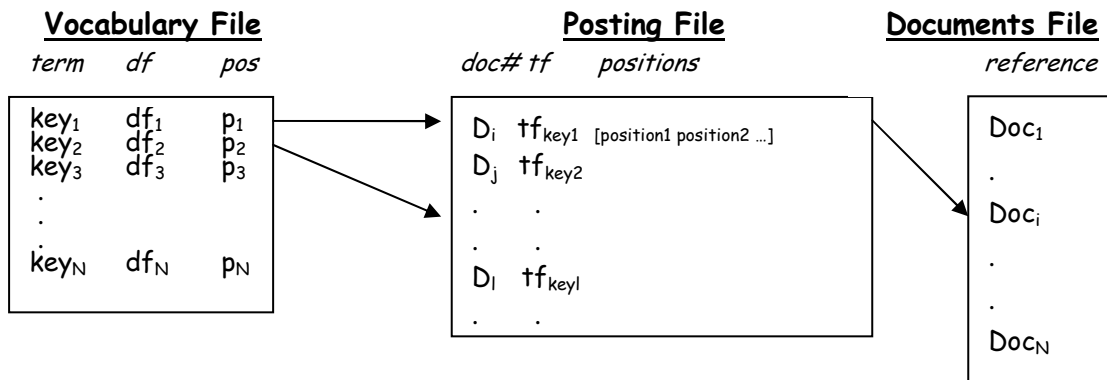 Vocabulary File
term df pos
key1 df1 p1
key2 df2 p2
key3 df3 p3
.
.
.
keyN dfN pN
Posting File
doc# tf positions
Di tfkey1 [position1 position2 …]
Dj tfkey2
. .
. .
Dl tfkeyl
. .
Documents File
reference
Doc1
.
Doci
.
.
DocN